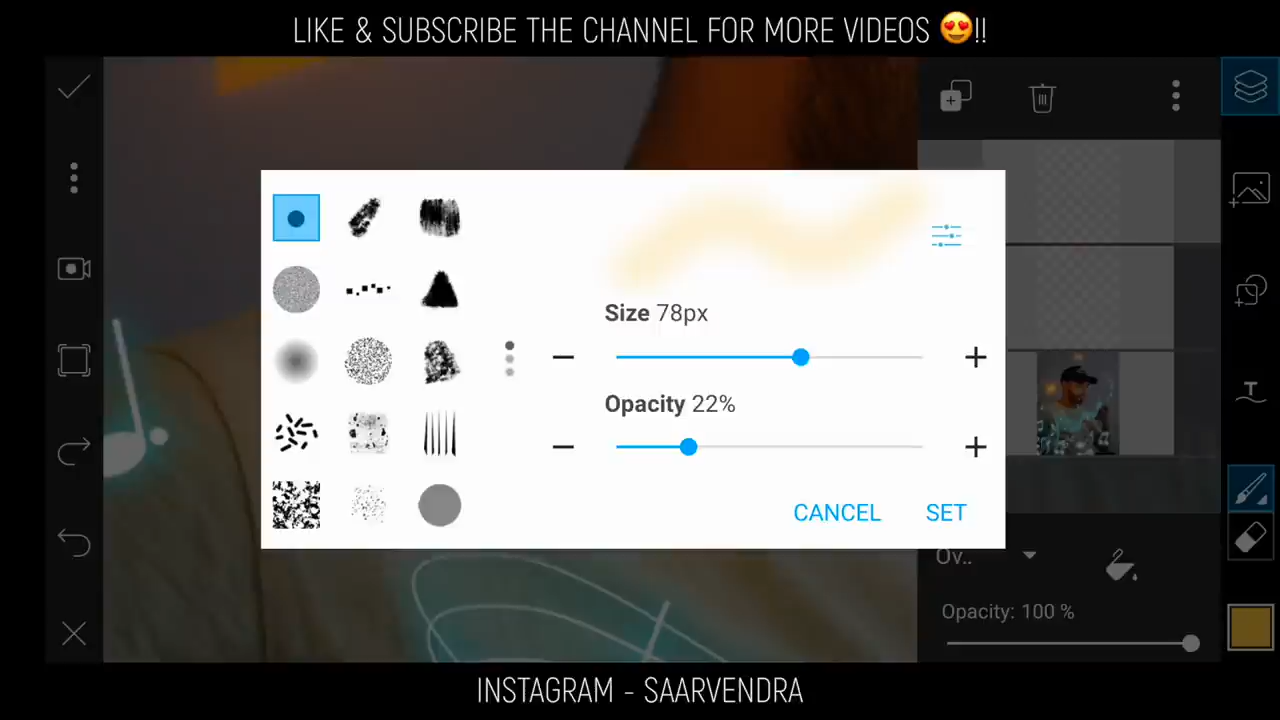 LIKE & SUBSCRIBE THE CHANNEL FOR MORE VIDEOS 😍!!
Size 78px
Opacity 22%
CANCEL SET
Ov..
Opacity: 100 %
INSTAGRAM - SAARVENDRA